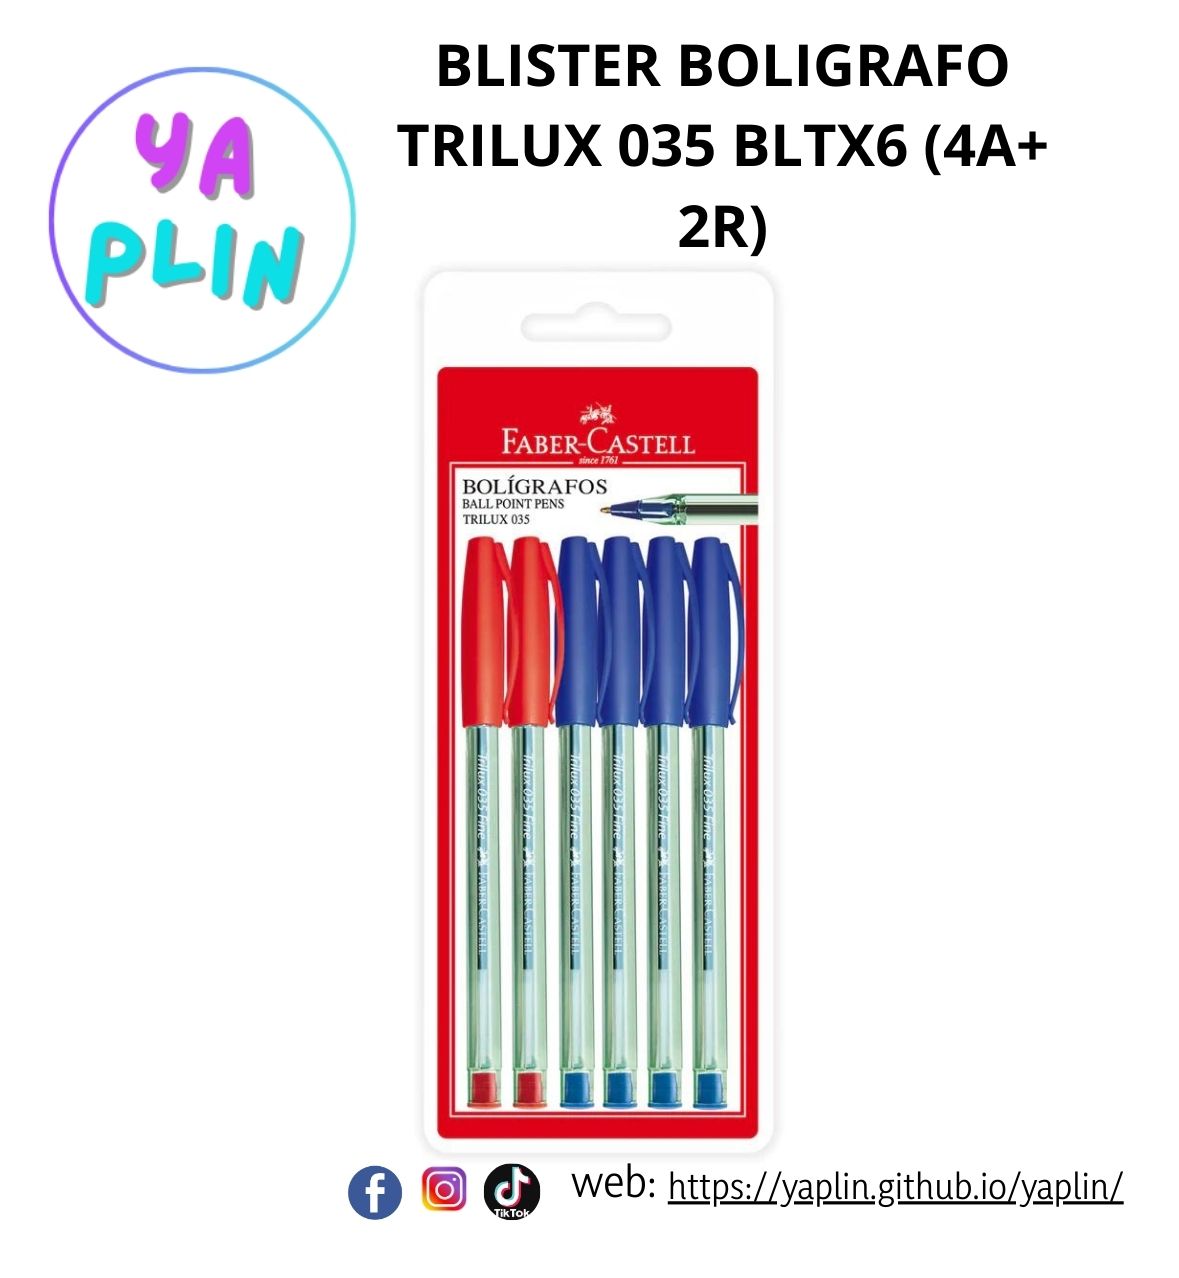 BLISTER BOLIGRAFO
TRILUX 035 BLTX6 (4A+
2R)
YA
PLIN
FABER-CASTELL
since 1761
BOLÍGRAFOS
BALL POINT PENS
TRILUX 035
Trilux 035 Fine FABER-CASTELL
Trilux 035 Fine FABER-CASTELL
Trilux 035 Fine FABER-CASTELL
Trilux 035 Fine FABER-CASTELL
Trilux 035 Fine FABER-CASTELL
Trilux 035 Fine FABER-CASTELL
TikTok
web: https://yaplin.github.io/yaplin/